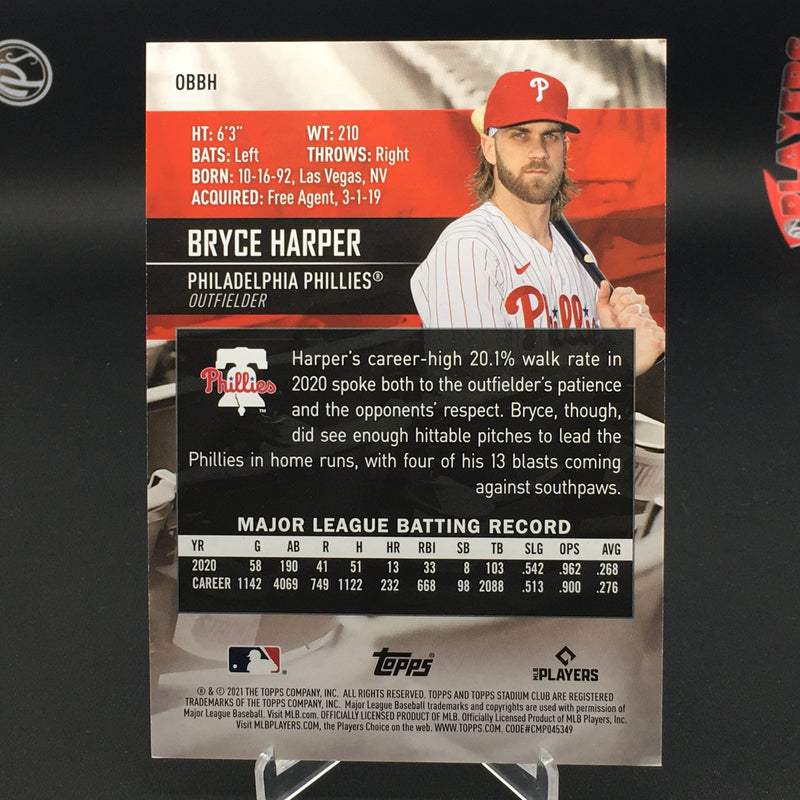 OBBH
HT: 6'3" WT: 210
BATS: Left THROWS: Right
BORN: 10-16-92, Las Vegas, NV
ACQUIRED: Free Agent, 3-1-19
BRYCE HARPER
PHILADELPHIA PHILLIES®
OUTFIELDER
P
Phillies
Phillies
TM
Harper's career-high 20.1% walk rate in
2020 spoke both to the outfielder's patience
and the opponents' respect. Bryce, though,
did see enough hittable pitches to lead the
Phillies in home runs, with four of his 13 blasts coming
against southpaws.
MAJOR LEAGUE BATTING RECORD
YR G AB R H HR RBI SB TB SLG OPS AVG
2020 58 190 41 51 13 33 8 103 .542 .962 .268
CAREER 1142 4069 749 1122 232 668 98 2088 .513 .900 .276
Topps®
MLB PLAYERS
® & © 2021 THE TOPPS COMPANY, INC. ALL RIGHTS RESERVED. TOPPS AND TOPPS STADIUM CLUB ARE REGISTERED
TRADEMARKS OF THE TOPPS COMPANY, INC. Major League Baseball trademarks and copyrights are used with permission of
Major League Baseball. Visit MLB.com. OFFICIALLY LICENSED PRODUCT OF MLB. Officially Licensed Product of MLB Players, Inc.
Visit MLBPLAYERS.com, the Players Choice on the web. WWW.TOPPS.COM. CODE#CMP045349
PLAYERS